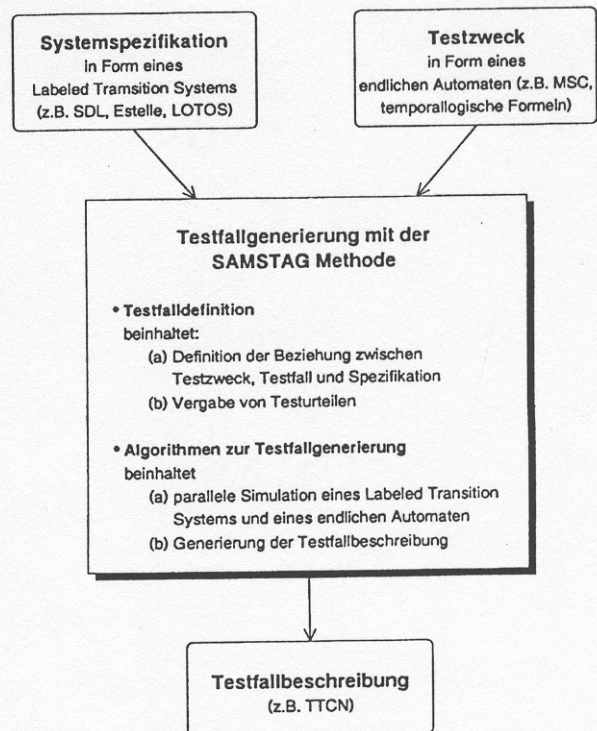 Systemspezifikation
in Form eines
Labeled Transition Systems
(z.B. SDL, Estelle, LOTOS)
Testzweck
in Form eines
endlichen Automaten (z.B. MSC,
temporallogische Formeln)
Testfallgenerierung mit der
SAMSTAG Methode
• Testfalldefinition
beinhaltet:
(a) Definition der Beziehung zwischen
Testzweck, Testfall und Spezifikation
(b) Vergabe von Testurteilen
• Algorithmen zur Testfallgenerierung
beinhaltet
(a) parallele Simulation eines Labeled Transition
Systems und eines endlichen Automaten
(b) Generierung der Testfallbeschreibung
Testfallbeschreibung
(z.B. TTCN)